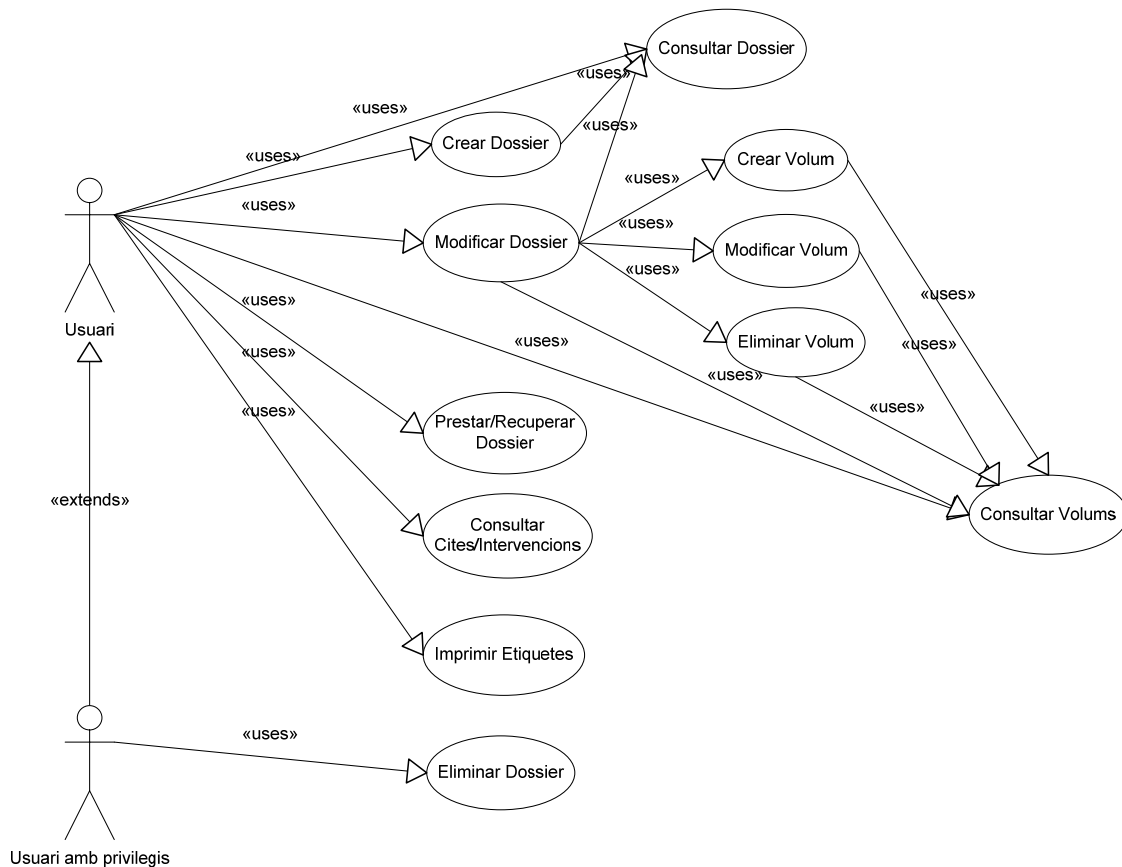 Consultar Dossier
«uses»
«uses»
«uses»
Crear Dossier
«uses»
Crear Volum
«uses»
«uses»
«uses»
Modificar Dossier
«uses»
Modificar Volum
«uses»
«uses»
Usuari
«uses»
Eliminar Volum
«uses»
«uses»
«uses»
«uses»
«uses»
Prestar/Recuperar
Dossier
«extends»
Consultar
Cites/Intervencions
Consultar Volums
Imprimir Etiquetes
«uses»
Eliminar Dossier
Usuari amb privilegis